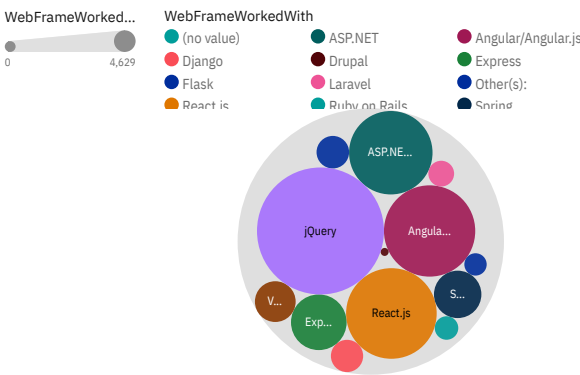 WebFrameWorked...
0 4,629
WebFrameWorkedWith
(no value) ASP.NET Angular/Angular.js
Django Drupal Express
Flask Laravel Other(s):
React.js Ruby on Rails Spring
ASP.NE...
jQuery Angula...
S...
V...
Exp... React.js